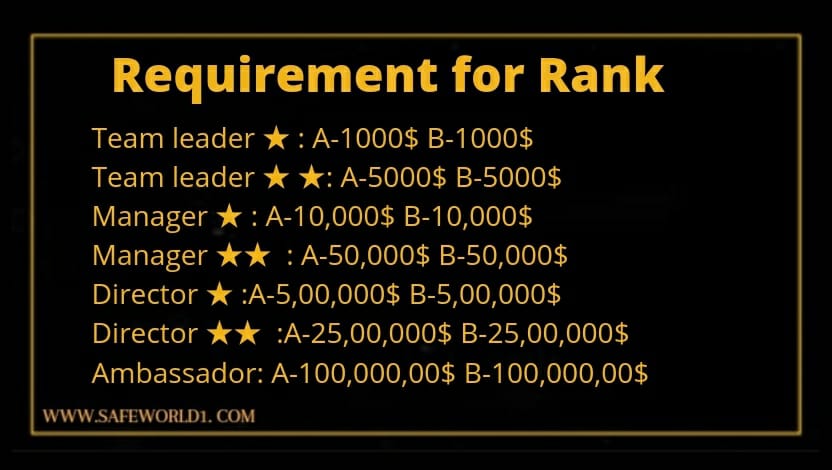 Requirement for Rank
Team leader ★ : A-1000$ B-1000$
Team leader ★ ★: A-5000$ B-5000$
Manager ★ : A-10,000$ B-10,000$
Manager ★★ : A-50,000$ B-50,000$
Director ★ :A-5,00,000$ B-5,00,000$
Director ★★ :A-25,00,000$ B-25,00,000$
Ambassador: A-100,000,00$ B-100,000,00$
WWW.SAFEWORLD1. COM